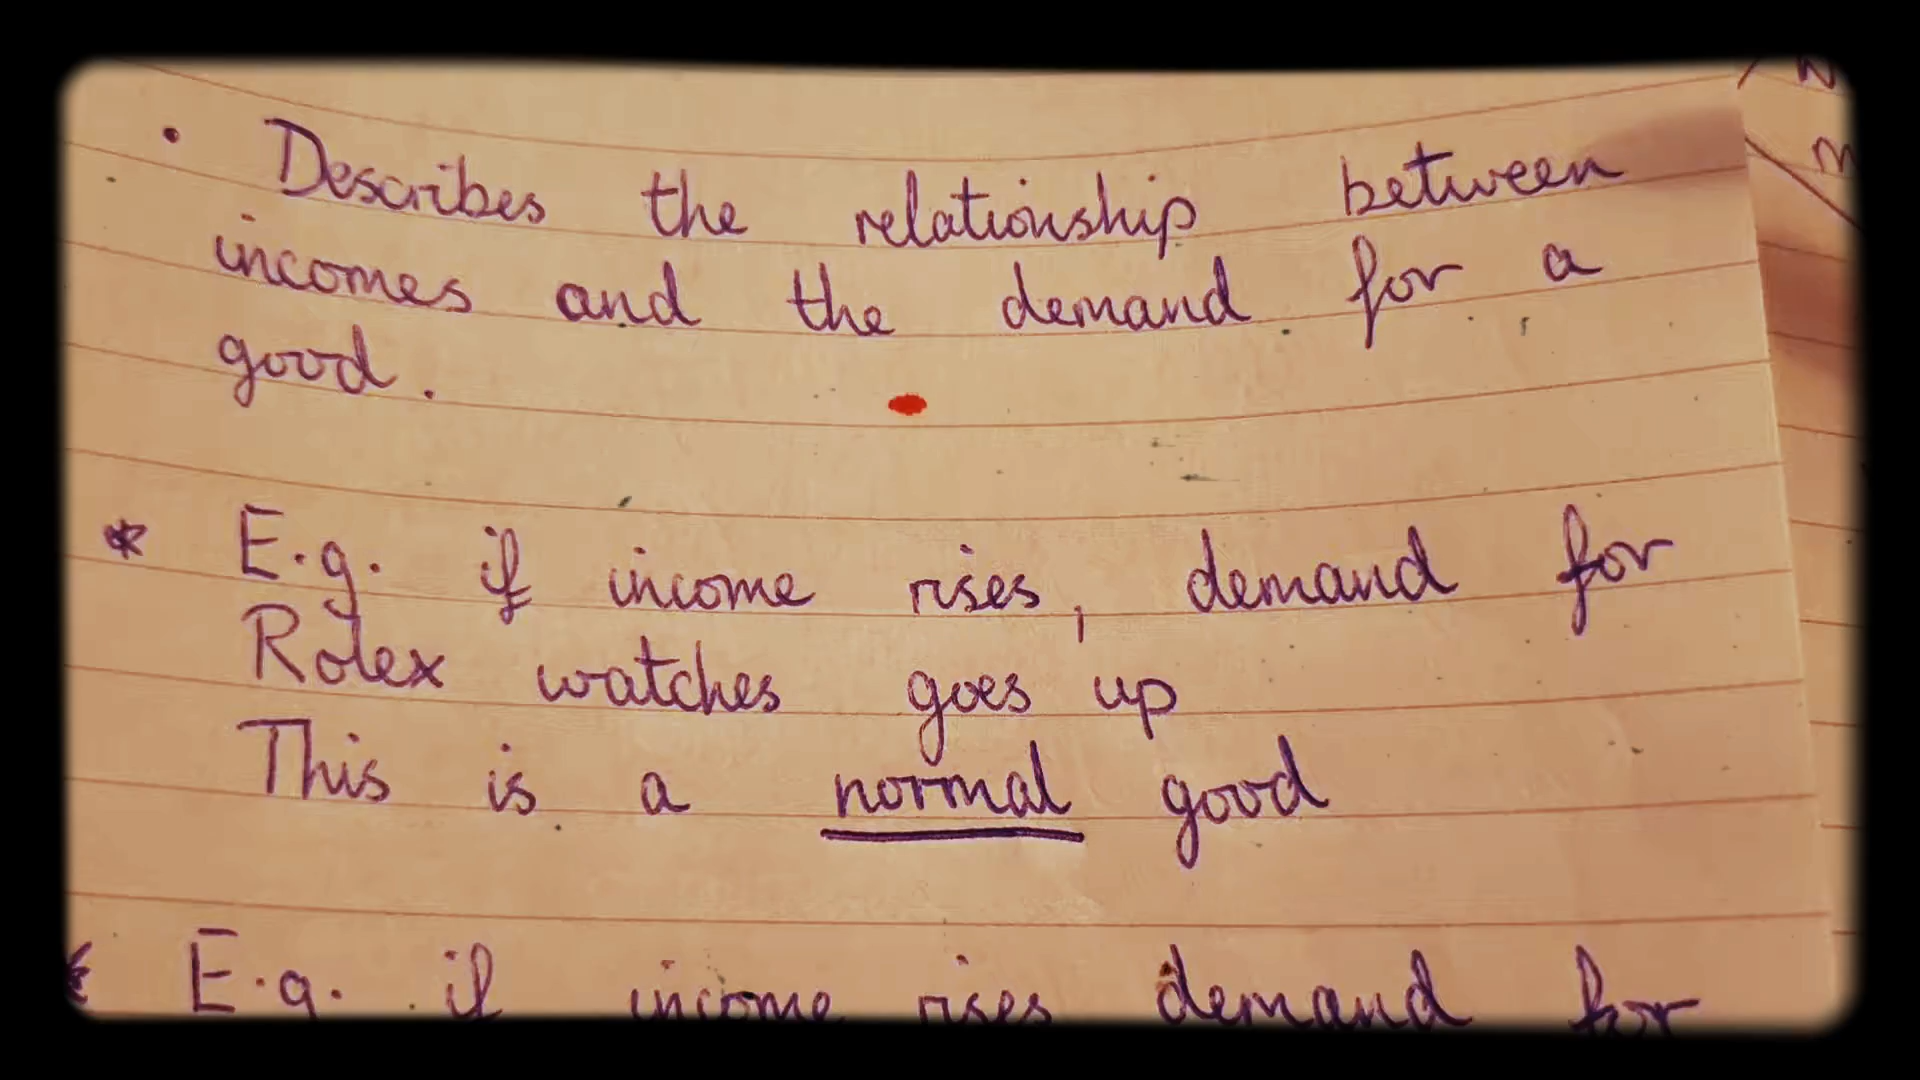 • Describes the relationship between
incomes and the demand for a
good.
* E.g. if income rises, demand for
Rolex watches goes up
This is a normal good
* E.g. if income rises demand for